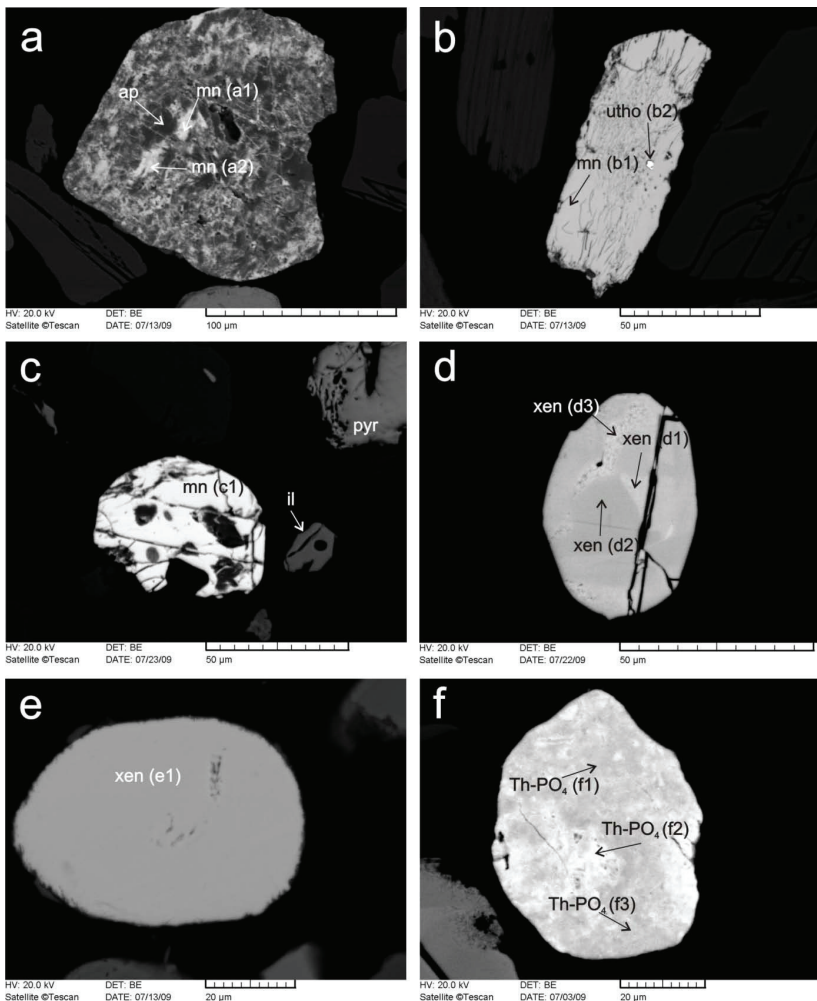 a
ap
mn (a1)
mn (a2)
HV: 20.0 kV DET: BE
Satellite ©Tescan DATE: 07/13/09 100 µm
b
utho (b2)
mn (b1)
HV: 20.0 kV DET: BE
Satellite ©Tescan DATE: 07/13/09 50 µm
c
pyr
mn (c1)
il
HV: 20.0 kV DET: BE
Satellite ©Tescan DATE: 07/23/09 50 µm
d
xen (d3)
xen (d1)
xen (d2)
HV: 20.0 kV DET: BE
Satellite ©Tescan DATE: 07/22/09 50 µm
e
xen (e1)
HV: 20.0 kV DET: BE
Satellite ©Tescan DATE: 07/13/09 20 µm
f
Th-PO₄ (f1)
Th-PO₄ (f2)
Th-PO₄ (f3)
HV: 20.0 kV DET: BE
Satellite ©Tescan DATE: 07/03/09 20 µm